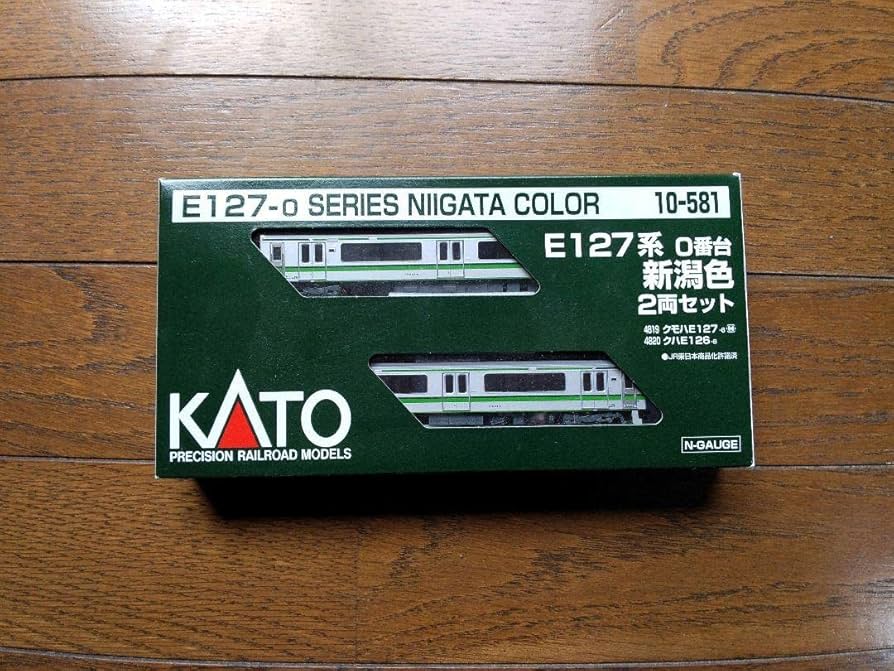 E127-0 SERIES NIIGATA COLOR 10-581
E127系 0番台
新潟色
2両セット
4819 クモハE127-6 M
4820 クハE126-6
●JR東日本商品化許諾済
KATO
PRECISION RAILROAD MODELS
N-GAUGE